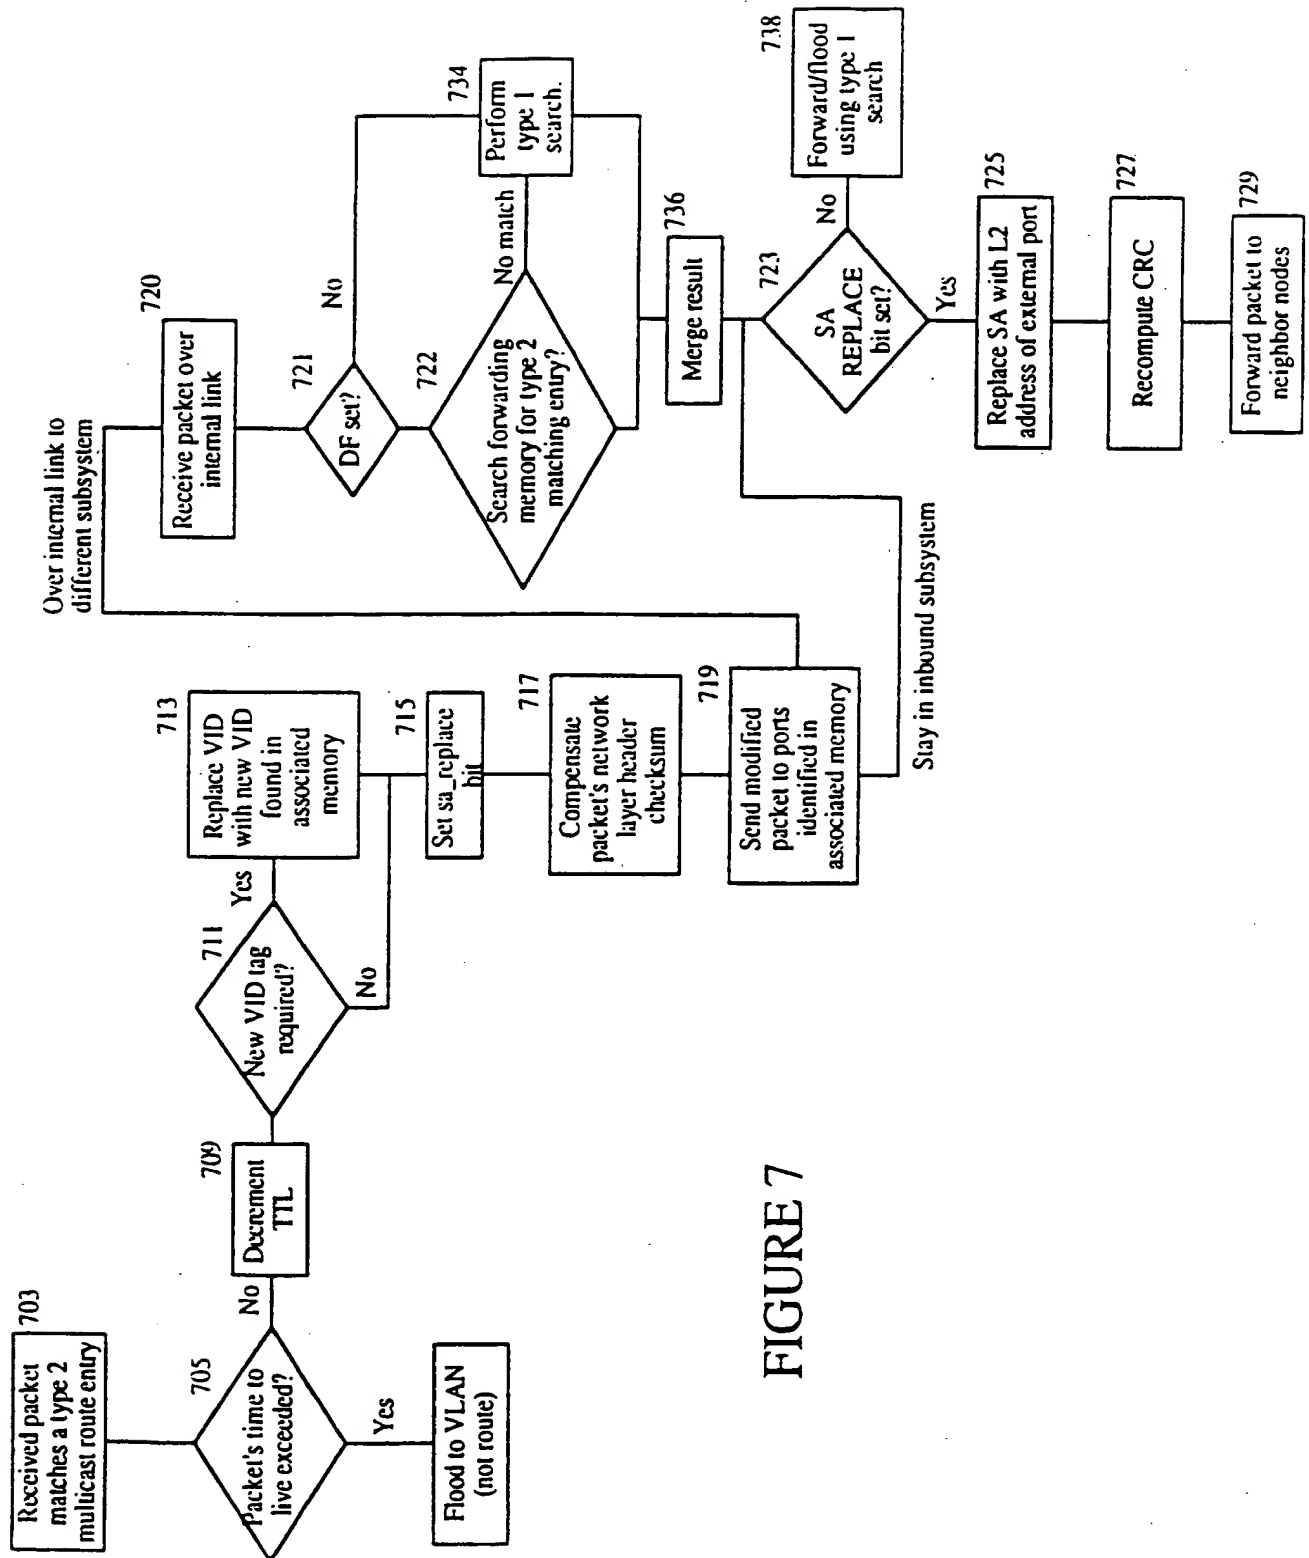 703
Received packet
matches a type 2
multicast route entry
705
Packet's time to
live exceeded?
Yes
Flood to VLAN
(not route)
No
709
Decrement
TTL
711
New VID tag
required?
Yes
No
713
Replace VID
with new VID
found in
associated
memory
715
Set sa_replace
bit
717
Compensate
packet's network
layer header
checksum
719
Send modified
packet to ports
identified in
associated memory
Over internal link to
different subsystem
Stay in inbound subsystem
720
Receive packet over
internal link
721
DF set?
No
722
Search forwarding
memory for type 2
matching entry?
No match
734
Perform
type 1
search.
736
Merge result
723
SA
REPLACE
bit set?
No
738
Forward/flood
using type 1
search
Yes
725
Replace SA with L2
address of external port
727
Recompute CRC
729
Forward packet to
neighbor nodes
FIGURE 7